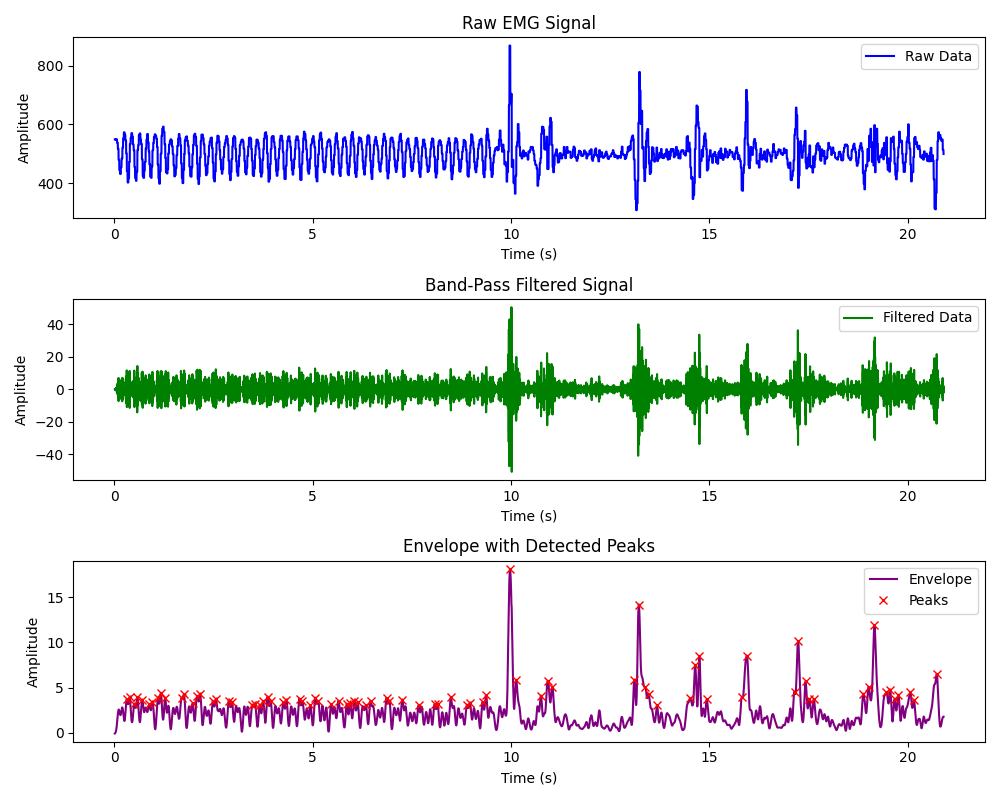 Raw EMG Signal
Raw Data
800
600
400
Amplitude
0 5 10 15 20
Time (s)
Band-Pass Filtered Signal
Filtered Data
40
20
0
−20
−40
Amplitude
0 5 10 15 20
Time (s)
Envelope with Detected Peaks
Envelope
Peaks
15
10
5
0
Amplitude
0 5 10 15 20
Time (s)